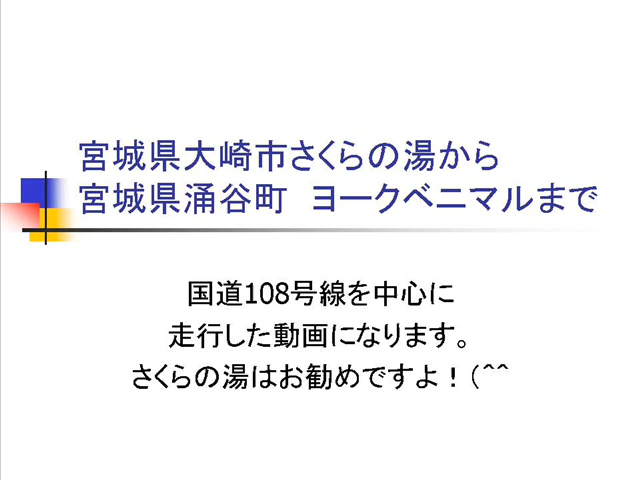 宮城県大崎市さくらの湯から
宮城県涌谷町　ヨークベニマルまで
国道108号線を中心に
走行した動画になります。
さくらの湯はお勧めですよ！(^^